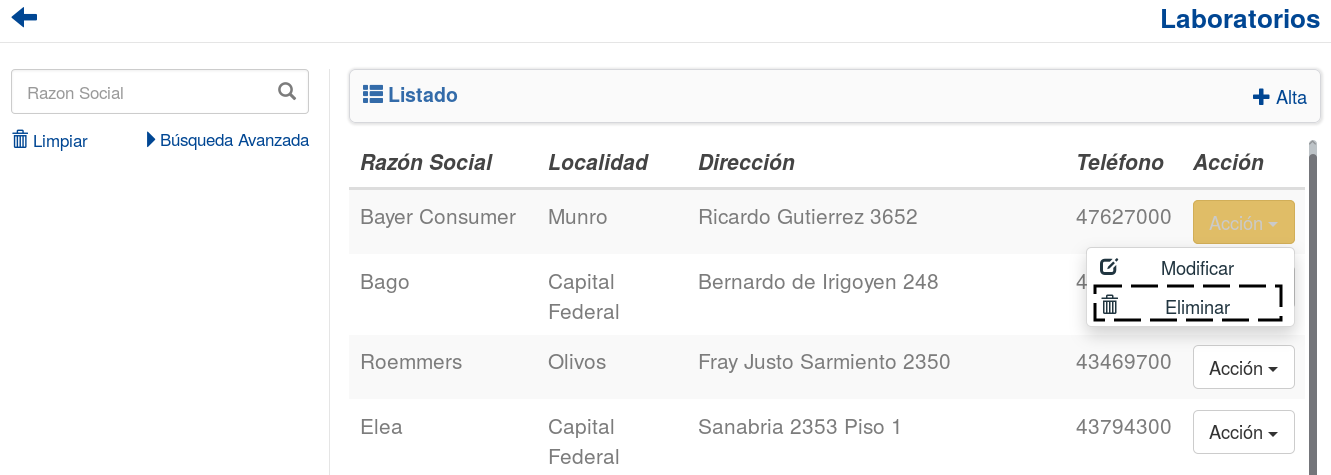 Laboratorios
Razon Social
Limpiar
Búsqueda Avanzada
Listado
Alta
Razón Social Localidad Dirección Teléfono Acción
Bayer Consumer Munro Ricardo Gutierrez 3652 47627000 Acción
Modificar
Eliminar
Bago Capital Bernardo de Irigoyen 248 4
Federal
Roemmers Olivos Fray Justo Sarmiento 2350 43469700 Acción
Elea Capital Sanabria 2353 Piso 1 43794300 Acción
Federal